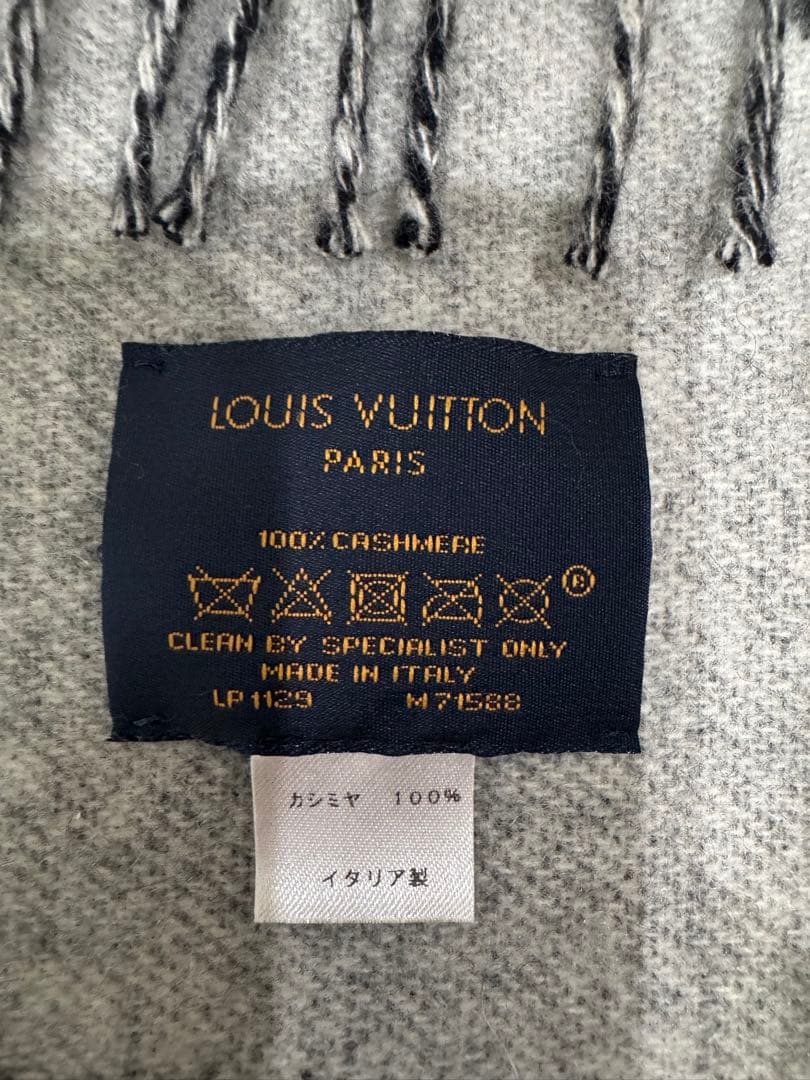 LOUIS VUITTON
PARIS
100% CASHMERE
®
CLEAN BY SPECIALIST ONLY
MADE IN ITALY
LP1129 M71588
カシミヤ 100%
イタリア製